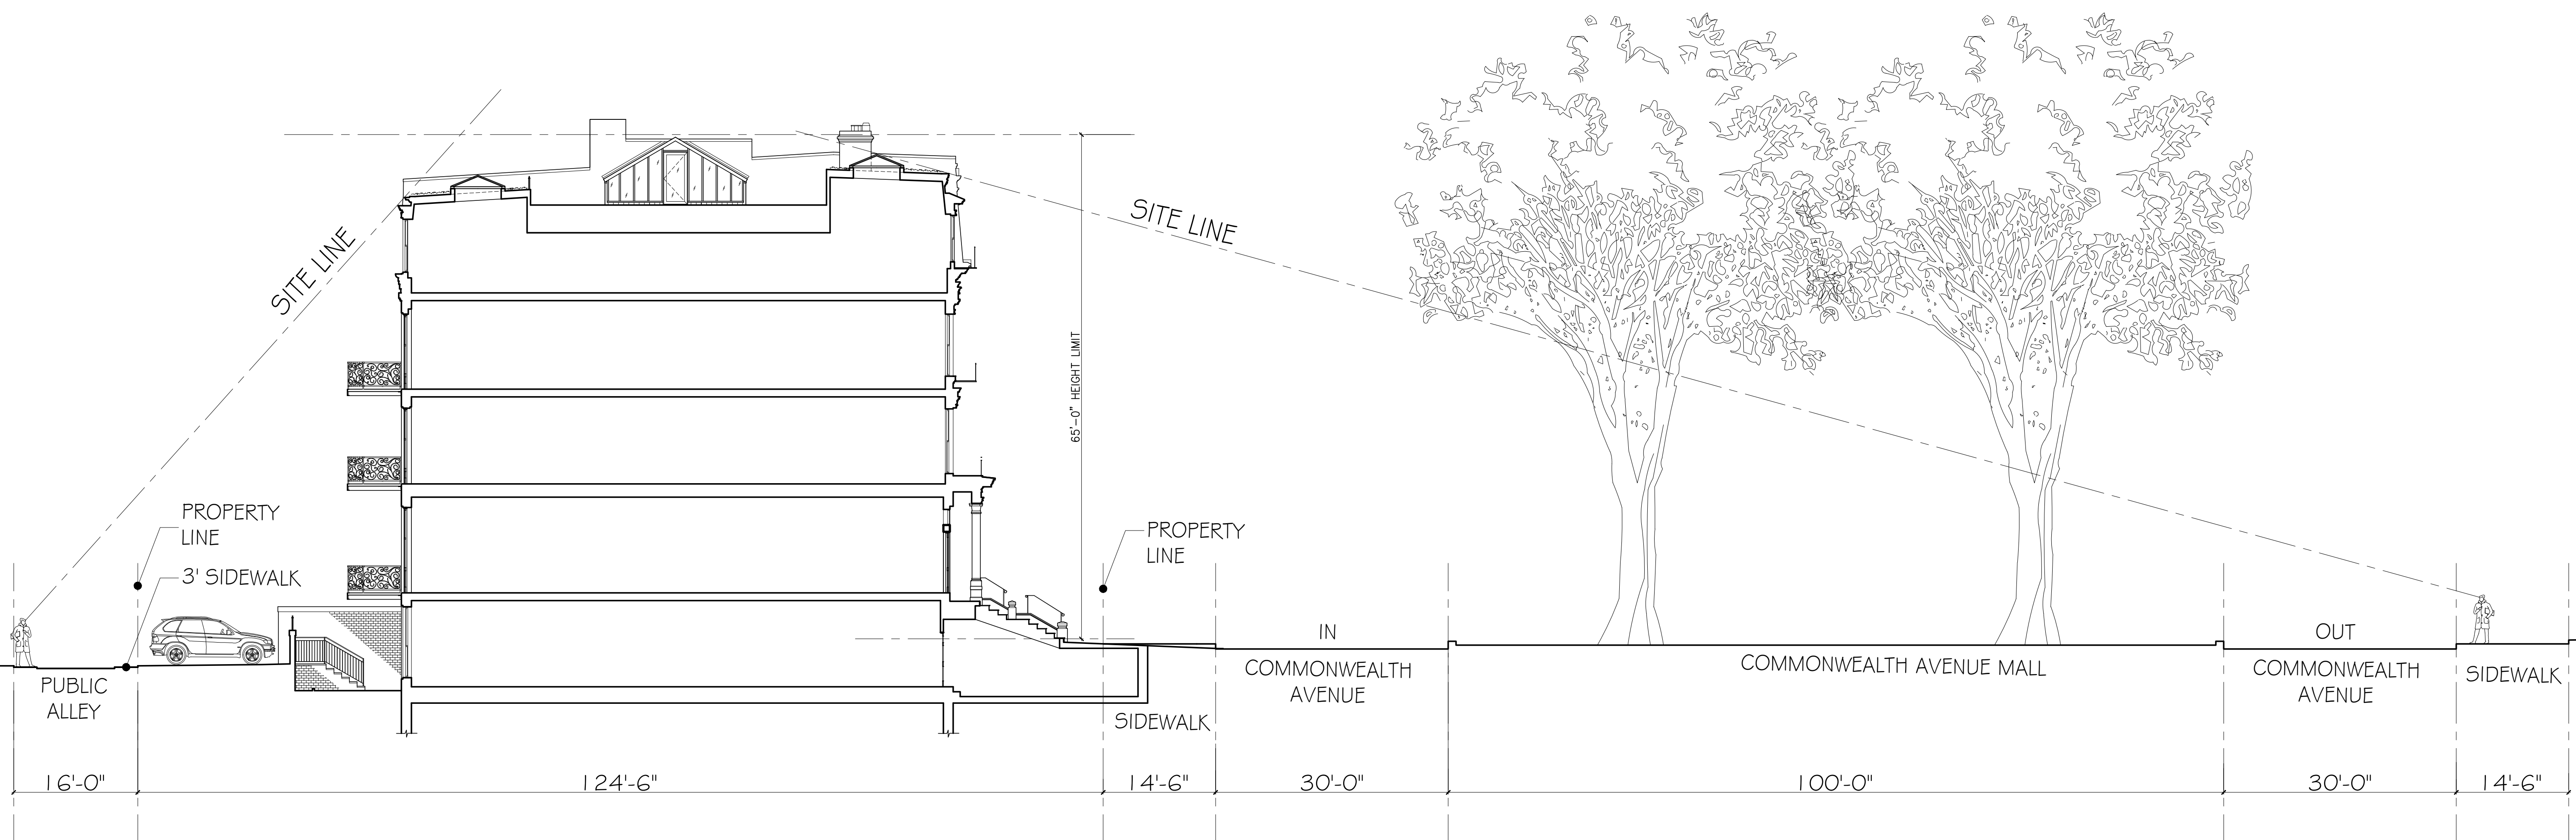 SITE LINE
SITE LINE
65'-0" HEIGHT LIMIT
PROPERTY
LINE
3' SIDEWALK
PROPERTY
LINE
IN
OUT
PUBLIC
ALLEY
COMMONWEALTH
AVENUE
COMMONWEALTH AVENUE MALL
COMMONWEALTH
AVENUE
SIDEWALK
SIDEWALK
16'-0"
124'-6"
14'-6"
30'-0"
100'-0"
30'-0"
14'-6"